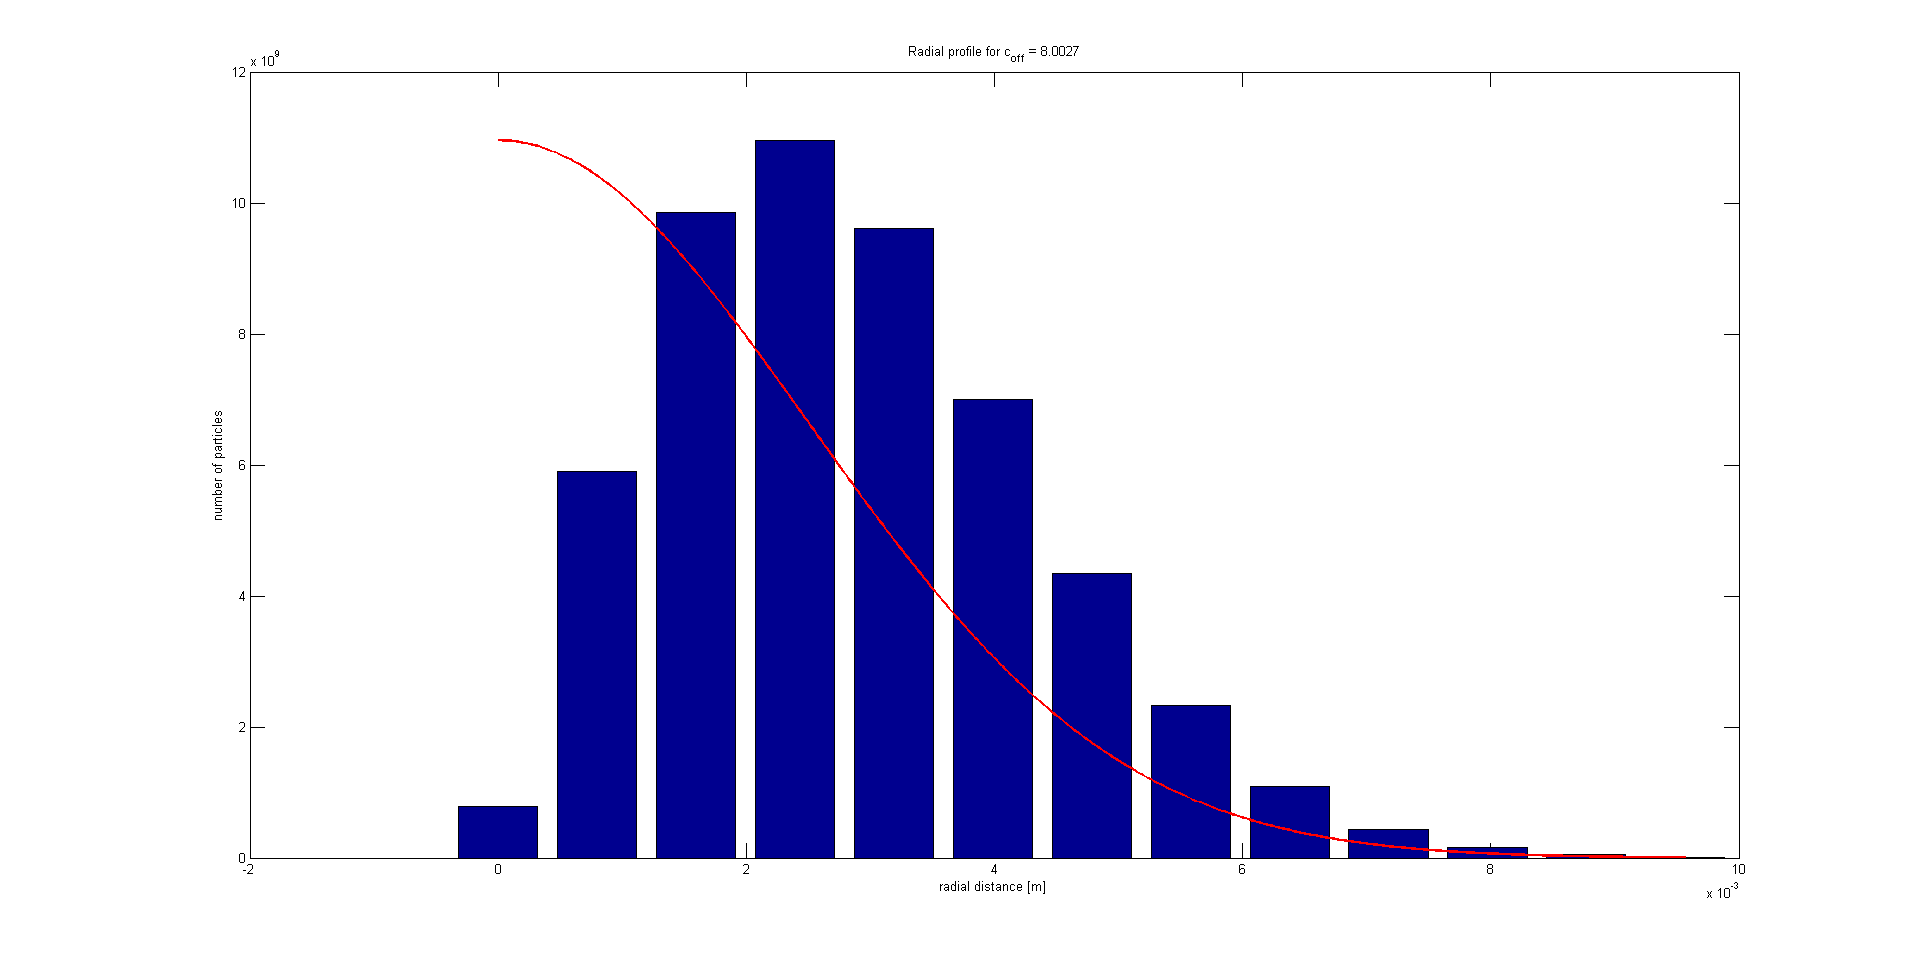 Radial profile for c_off = 8.0027
x 10^9
12
10
8
6
4
2
0
number of particles
-2 0 2 4 6 8 10
radial distance [m]
x 10^-3